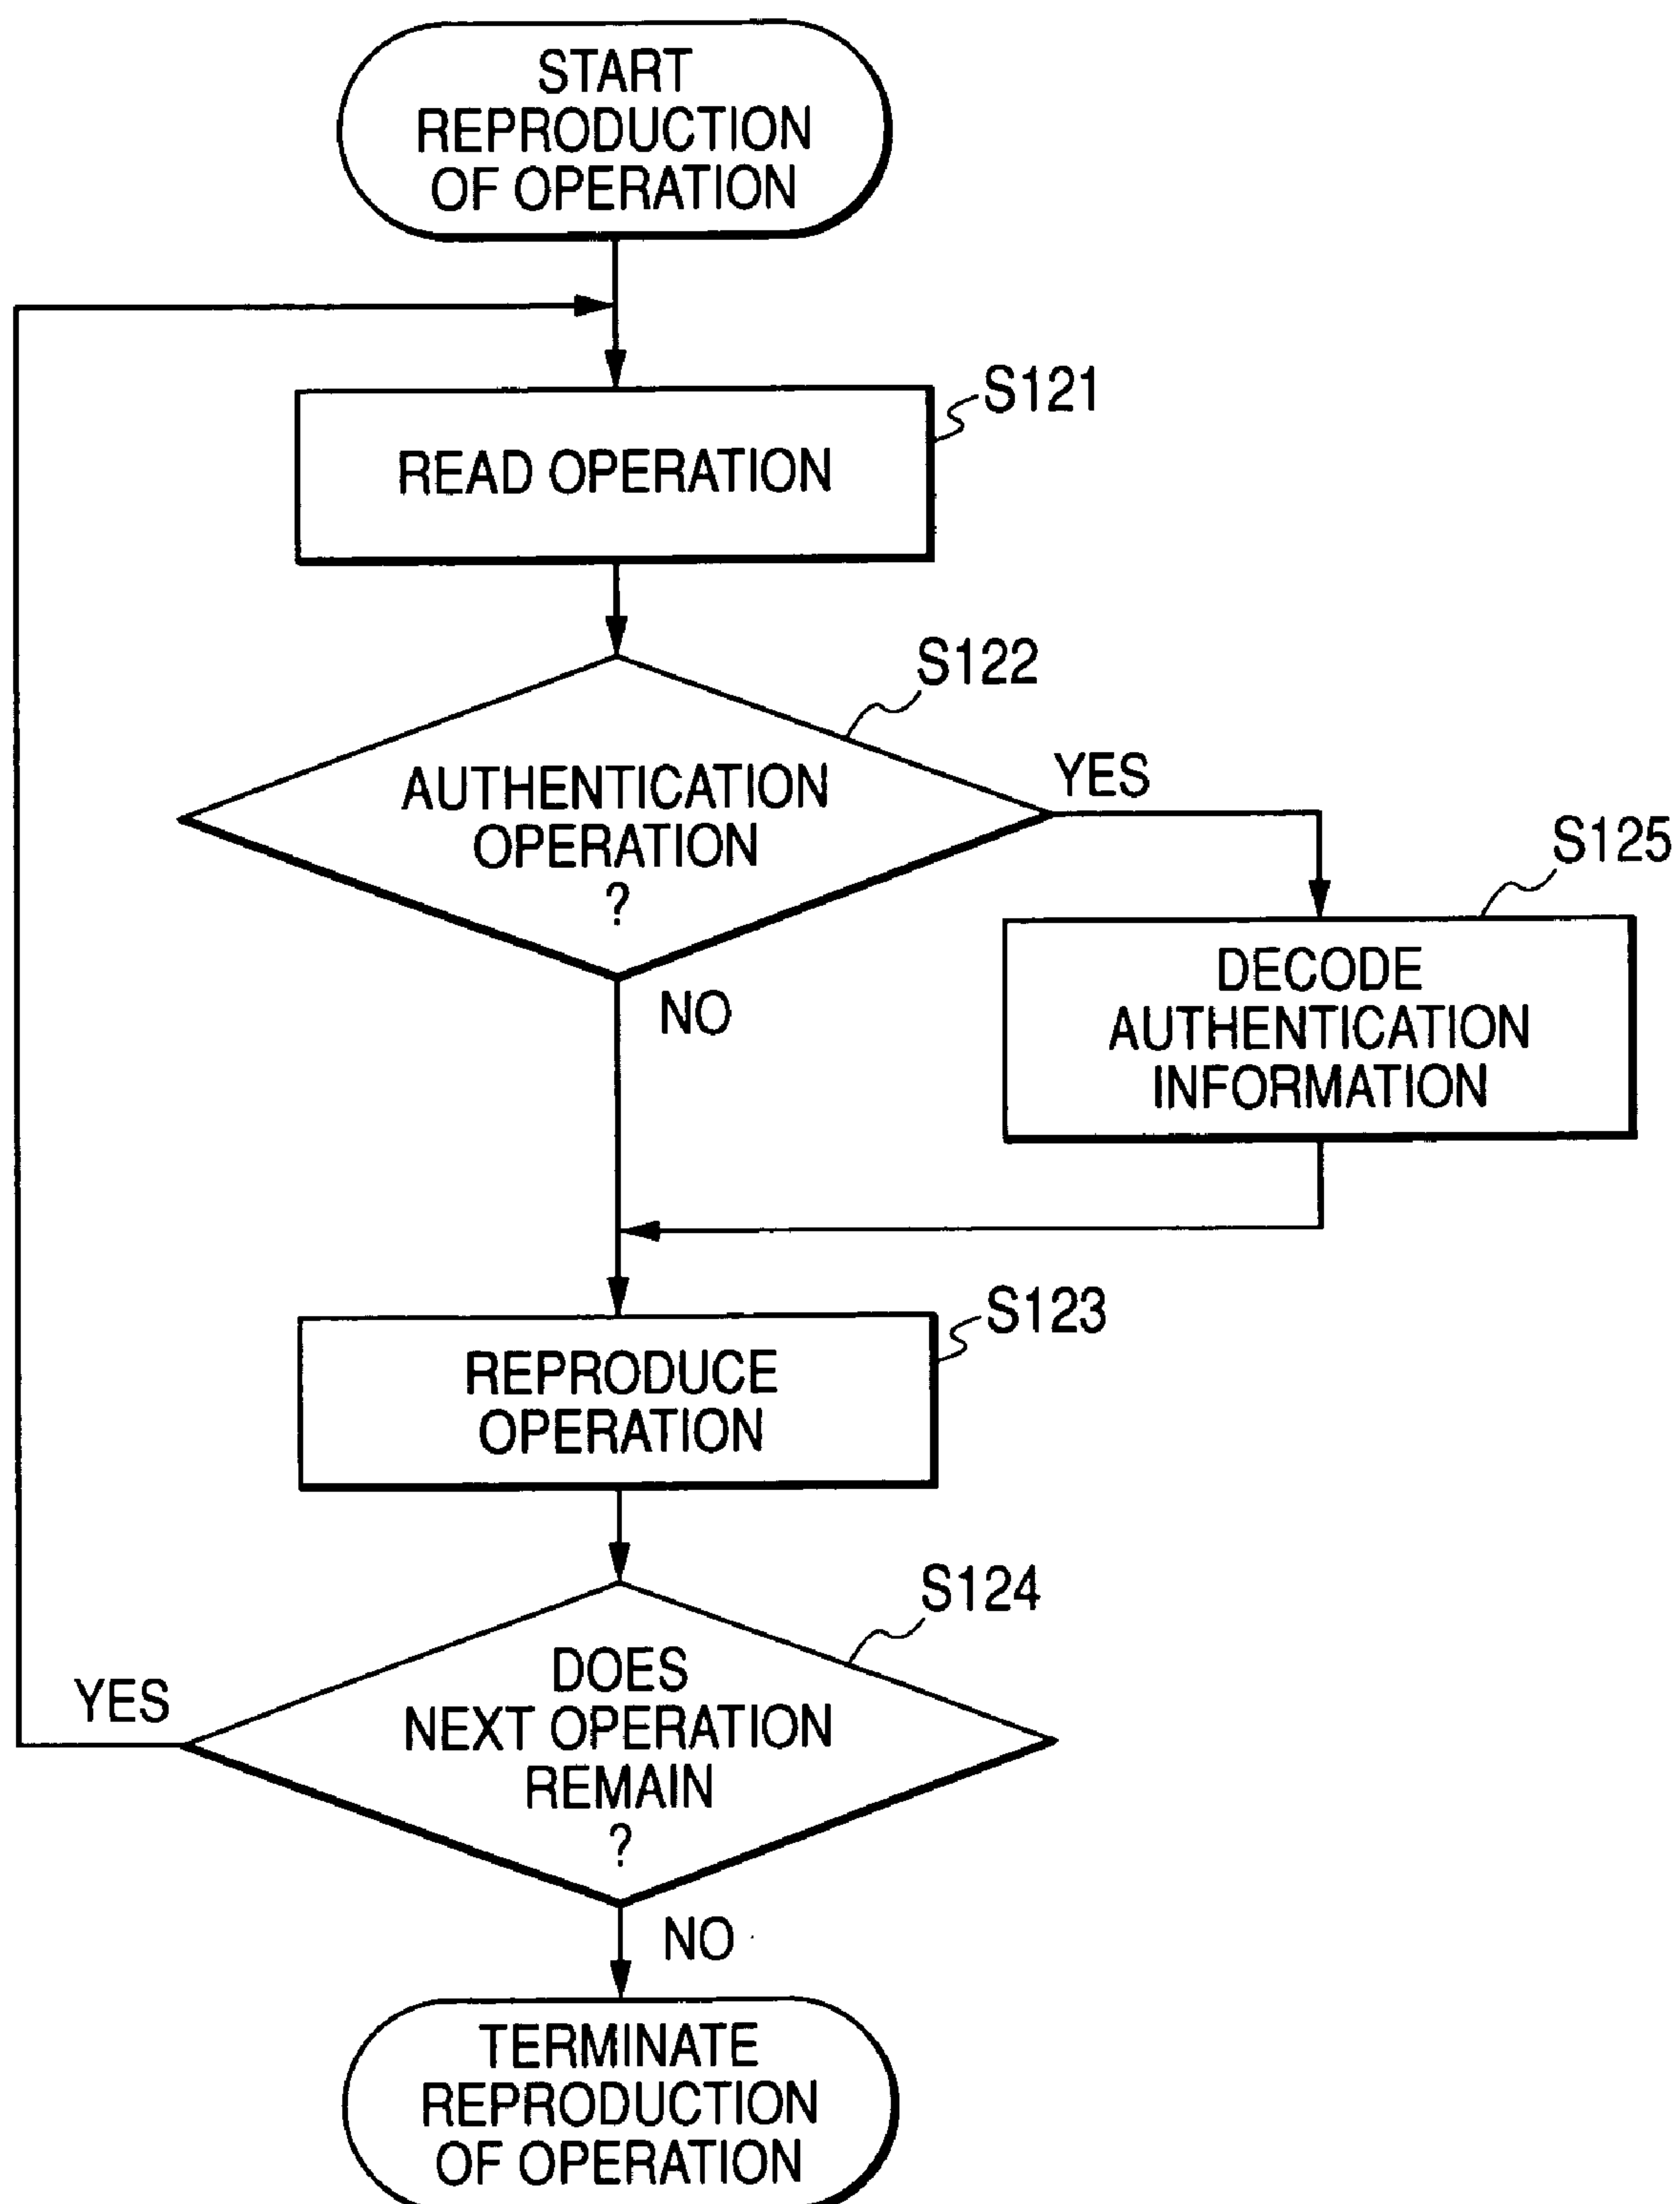 START
REPRODUCTION
OF OPERATION
S121
READ OPERATION
S122
AUTHENTICATION
OPERATION
?
YES
NO
S125
DECODE
AUTHENTICATION
INFORMATION
S123
REPRODUCE
OPERATION
S124
DOES
NEXT OPERATION
REMAIN
?
YES
NO
TERMINATE
REPRODUCTION
OF OPERATION